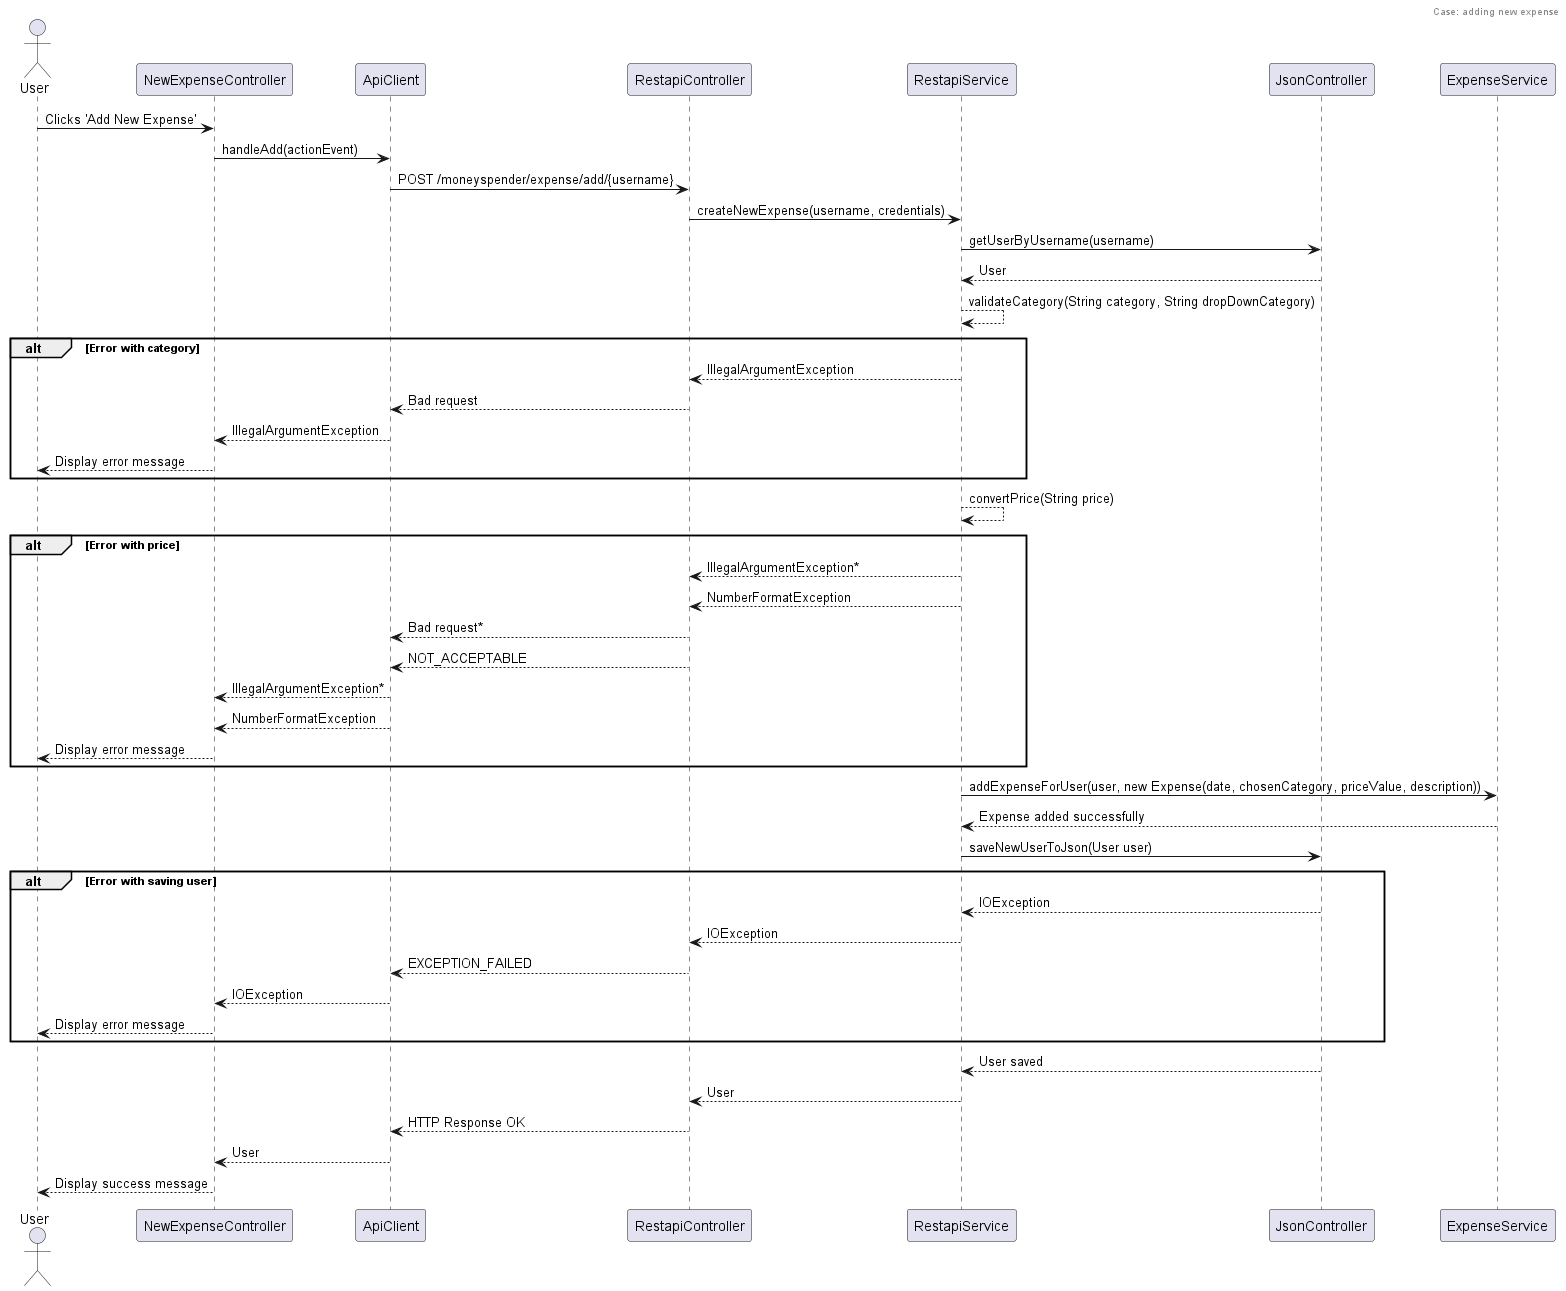 Case: adding new expense
User
NewExpenseController
ApiClient
RestapiController
RestapiService
JsonController
ExpenseService
Clicks 'Add New Expense'
handleAdd(actionEvent)
POST /moneyspender/expense/add/{username}
createNewExpense(username, credentials)
getUserByUsername(username)
User
validateCategory(String category, String dropDownCategory)
alt [Error with category]
IllegalArgumentException
Bad request
IllegalArgumentException
Display error message
convertPrice(String price)
alt [Error with price]
IllegalArgumentException*
NumberFormatException
Bad request*
NOT_ACCEPTABLE
IllegalArgumentException*
NumberFormatException
Display error message
addExpenseForUser(user, new Expense(date, chosenCategory, priceValue, description))
Expense added successfully
saveNewUserToJson(User user)
alt [Error with saving user]
IOException
IOException
EXCEPTION_FAILED
IOException
Display error message
User saved
User
HTTP Response OK
User
Display success message
User
NewExpenseController
ApiClient
RestapiController
RestapiService
JsonController
ExpenseService